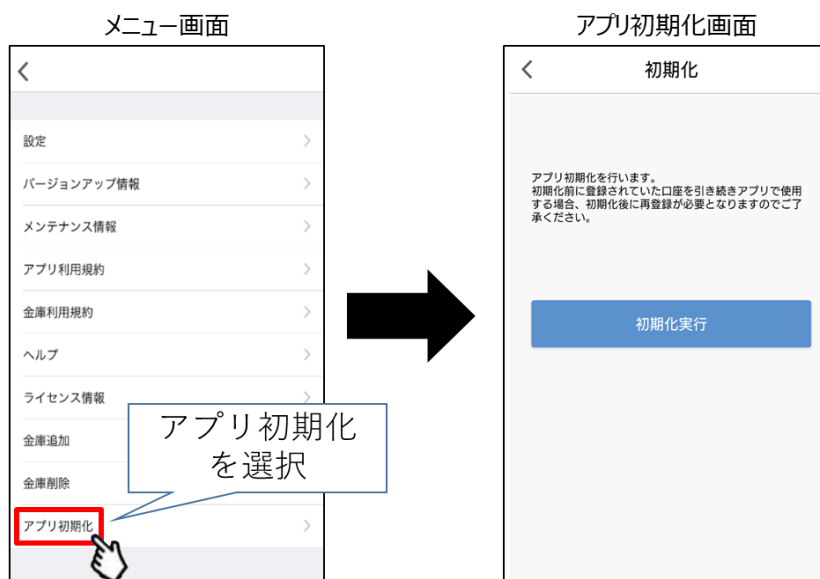 メニュー画面
設定
バージョンアップ情報
メンテナンス情報
アプリ利用規約
金庫利用規約
ヘルプ
ライセンス情報
金庫追加
金庫削除
アプリ初期化
アプリ初期化
を選択
アプリ初期化画面
初期化
アプリ初期化を行います。
初期化前に登録されていた口座を引き続きアプリで使用
する場合、初期化後に再登録が必要となりますのでご了
承ください。
初期化実行